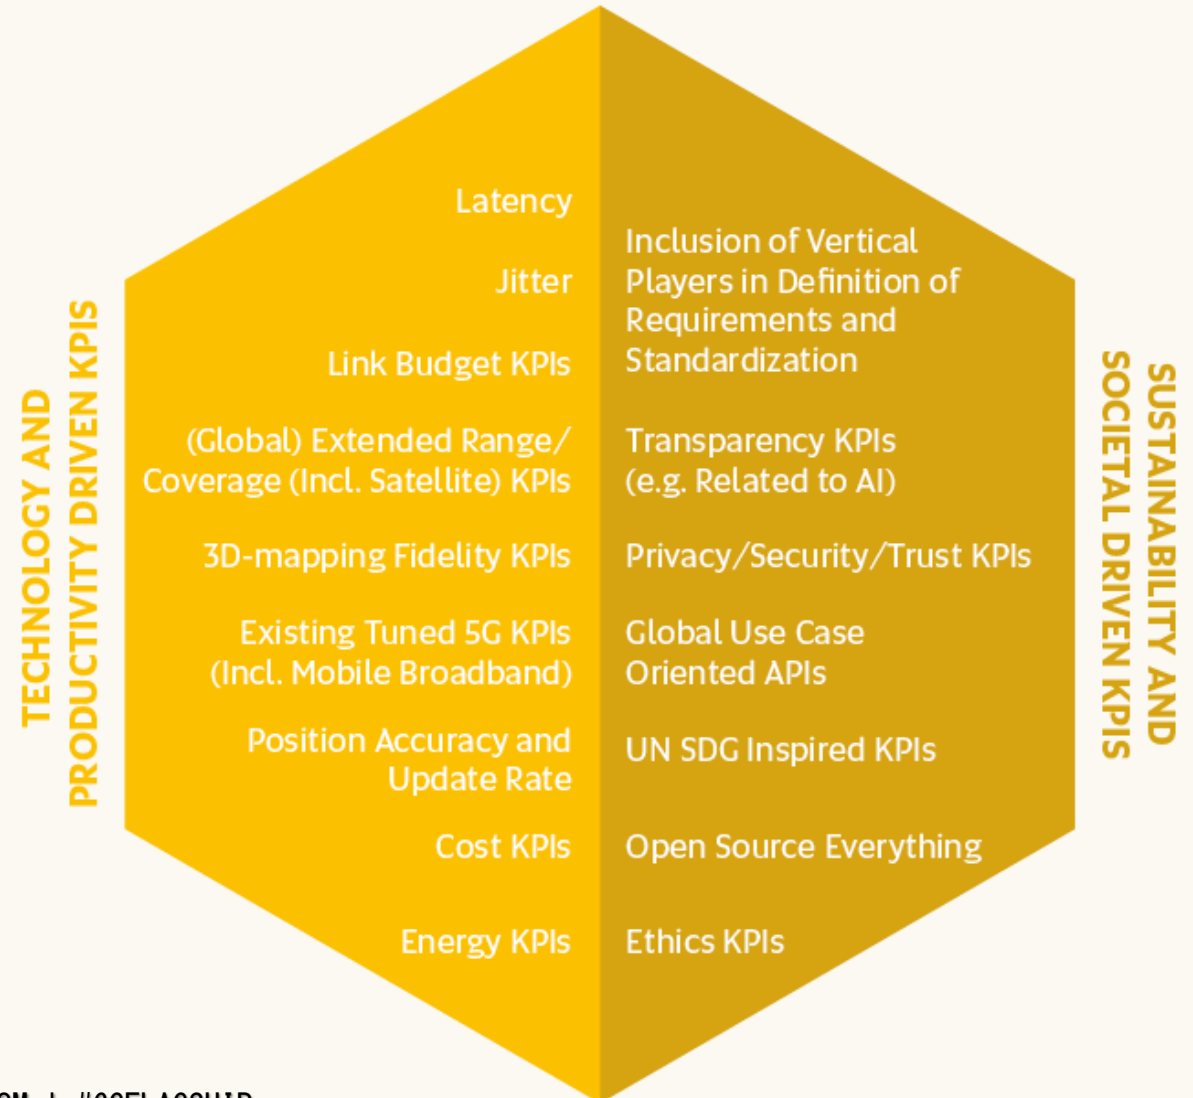 TECHNOLOGY AND
PRODUCTIVITY DRIVEN KPIS
Latency
Jitter
Link Budget KPIs
(Global) Extended Range/
Coverage (Incl. Satellite) KPIs
3D-mapping Fidelity KPIs
Existing Tuned 5G KPIs
(Incl. Mobile Broadband)
Position Accuracy and
Update Rate
Cost KPIs
Energy KPIs
Inclusion of Vertical
Players in Definition of
Requirements and
Standardization
Transparency KPIs
(e.g. Related to AI)
Privacy/Security/Trust KPIs
Global Use Case
Oriented APIs
UN SDG Inspired KPIs
Open Source Everything
Ethics KPIs
SUSTAINABILITY AND
SOCIETAL DRIVEN KPIS